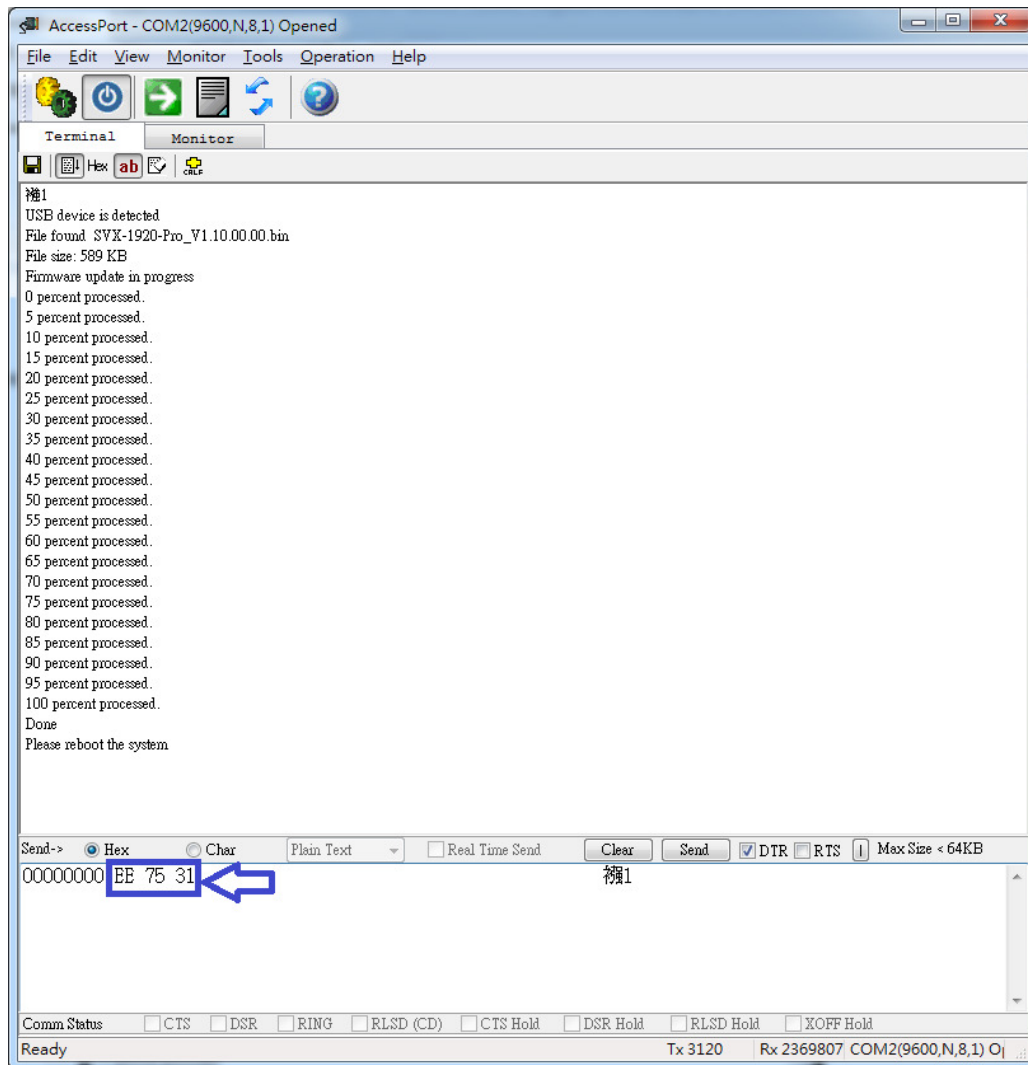 AccessPort - COM2(9600,N,8,1) Opened
File Edit View Monitor Tools Operation Help
Terminal Monitor
Hex ab CRLF
襁1
USB device is detected
File found SVX-1920-Pro_V1.10.00.00.bin
File size: 589 KB
Firmware update in progress
0 percent processed.
5 percent processed.
10 percent processed.
15 percent processed.
20 percent processed.
25 percent processed.
30 percent processed.
35 percent processed.
40 percent processed.
45 percent processed.
50 percent processed.
55 percent processed.
60 percent processed.
65 percent processed.
70 percent processed.
75 percent processed.
80 percent processed.
85 percent processed.
90 percent processed.
95 percent processed.
100 percent processed.
Done
Please reboot the system
Send-> Hex Char Plain Text Real Time Send Clear Send DTR RTS Max Size < 64KB
00000000 EE 75 31 襁1
Comm Status CTS DSR RING RLSD (CD) CTS Hold DSR Hold RLSD Hold XOFF Hold
Ready Tx 3120 Rx 2369807 COM2(9600,N,8,1) O